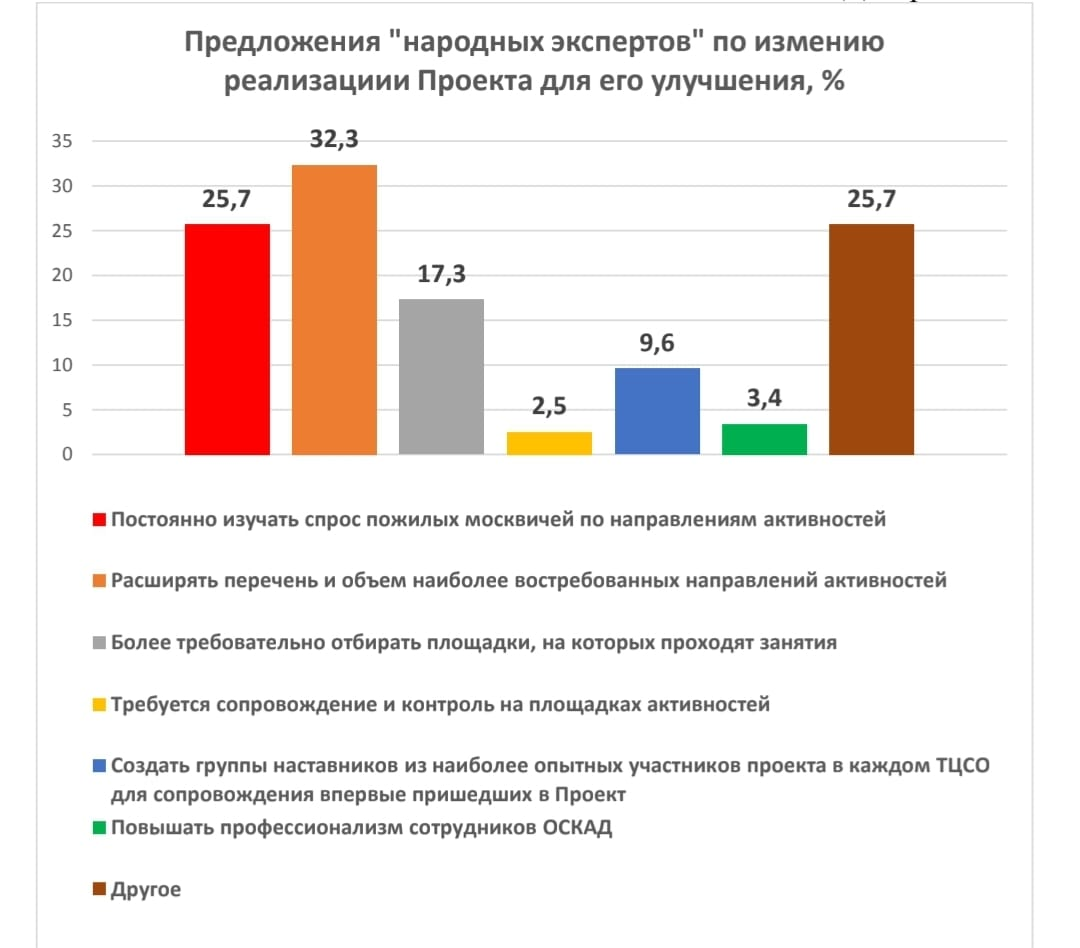 Предложения "народных экспертов" по измению
реализациии Проекта для его улучшения, %
35
30
25
20
15
10
5
0
25,7
32,3
17,3
2,5
9,6
3,4
25,7
Постоянно изучать спрос пожилых москвичей по направлениям активностей
Расширять перечень и объем наиболее востребованных направлений активностей
Более требовательно отбирать площадки, на которых проходят занятия
Требуется сопровождение и контроль на площадках активностей
Создать группы наставников из наиболее опытных участников проекта в каждом ТЦСО
для сопровождения впервые пришедших в Проект
Повышать профессионализм сотрудников ОСКАД
Другое